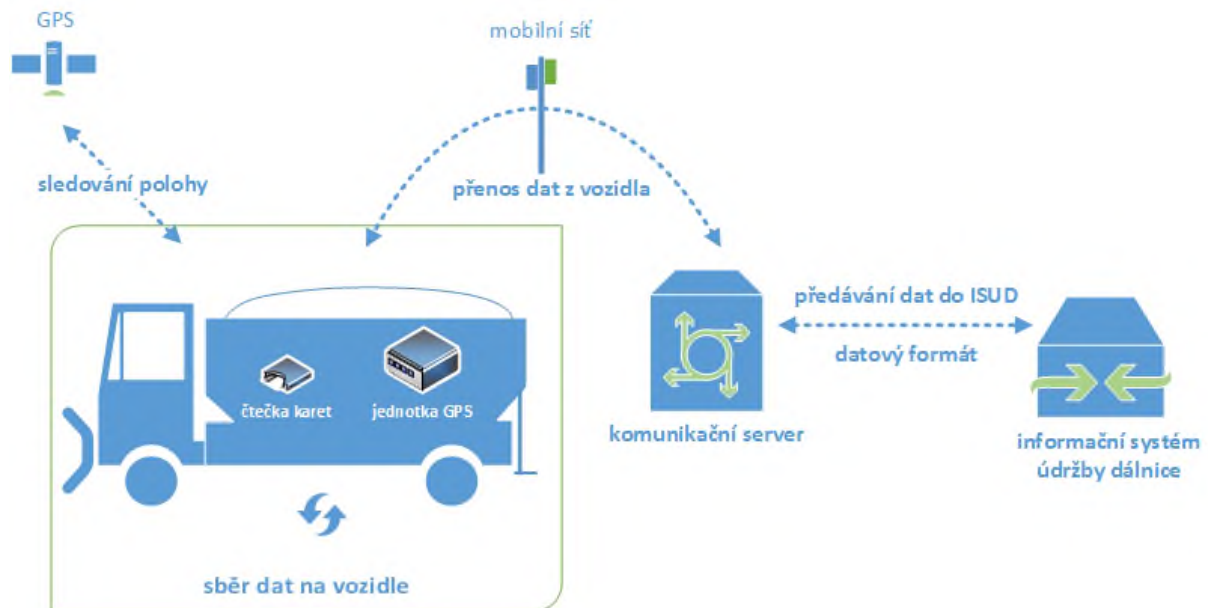 GPS
mobilní síť
sledování polohy
přenos dat z vozidla
předávání dat do ISUD
datový formát
čtečka karet
jednotka GPS
komunikační server
informační systém
údržby dálnice
sběr dat na vozidle